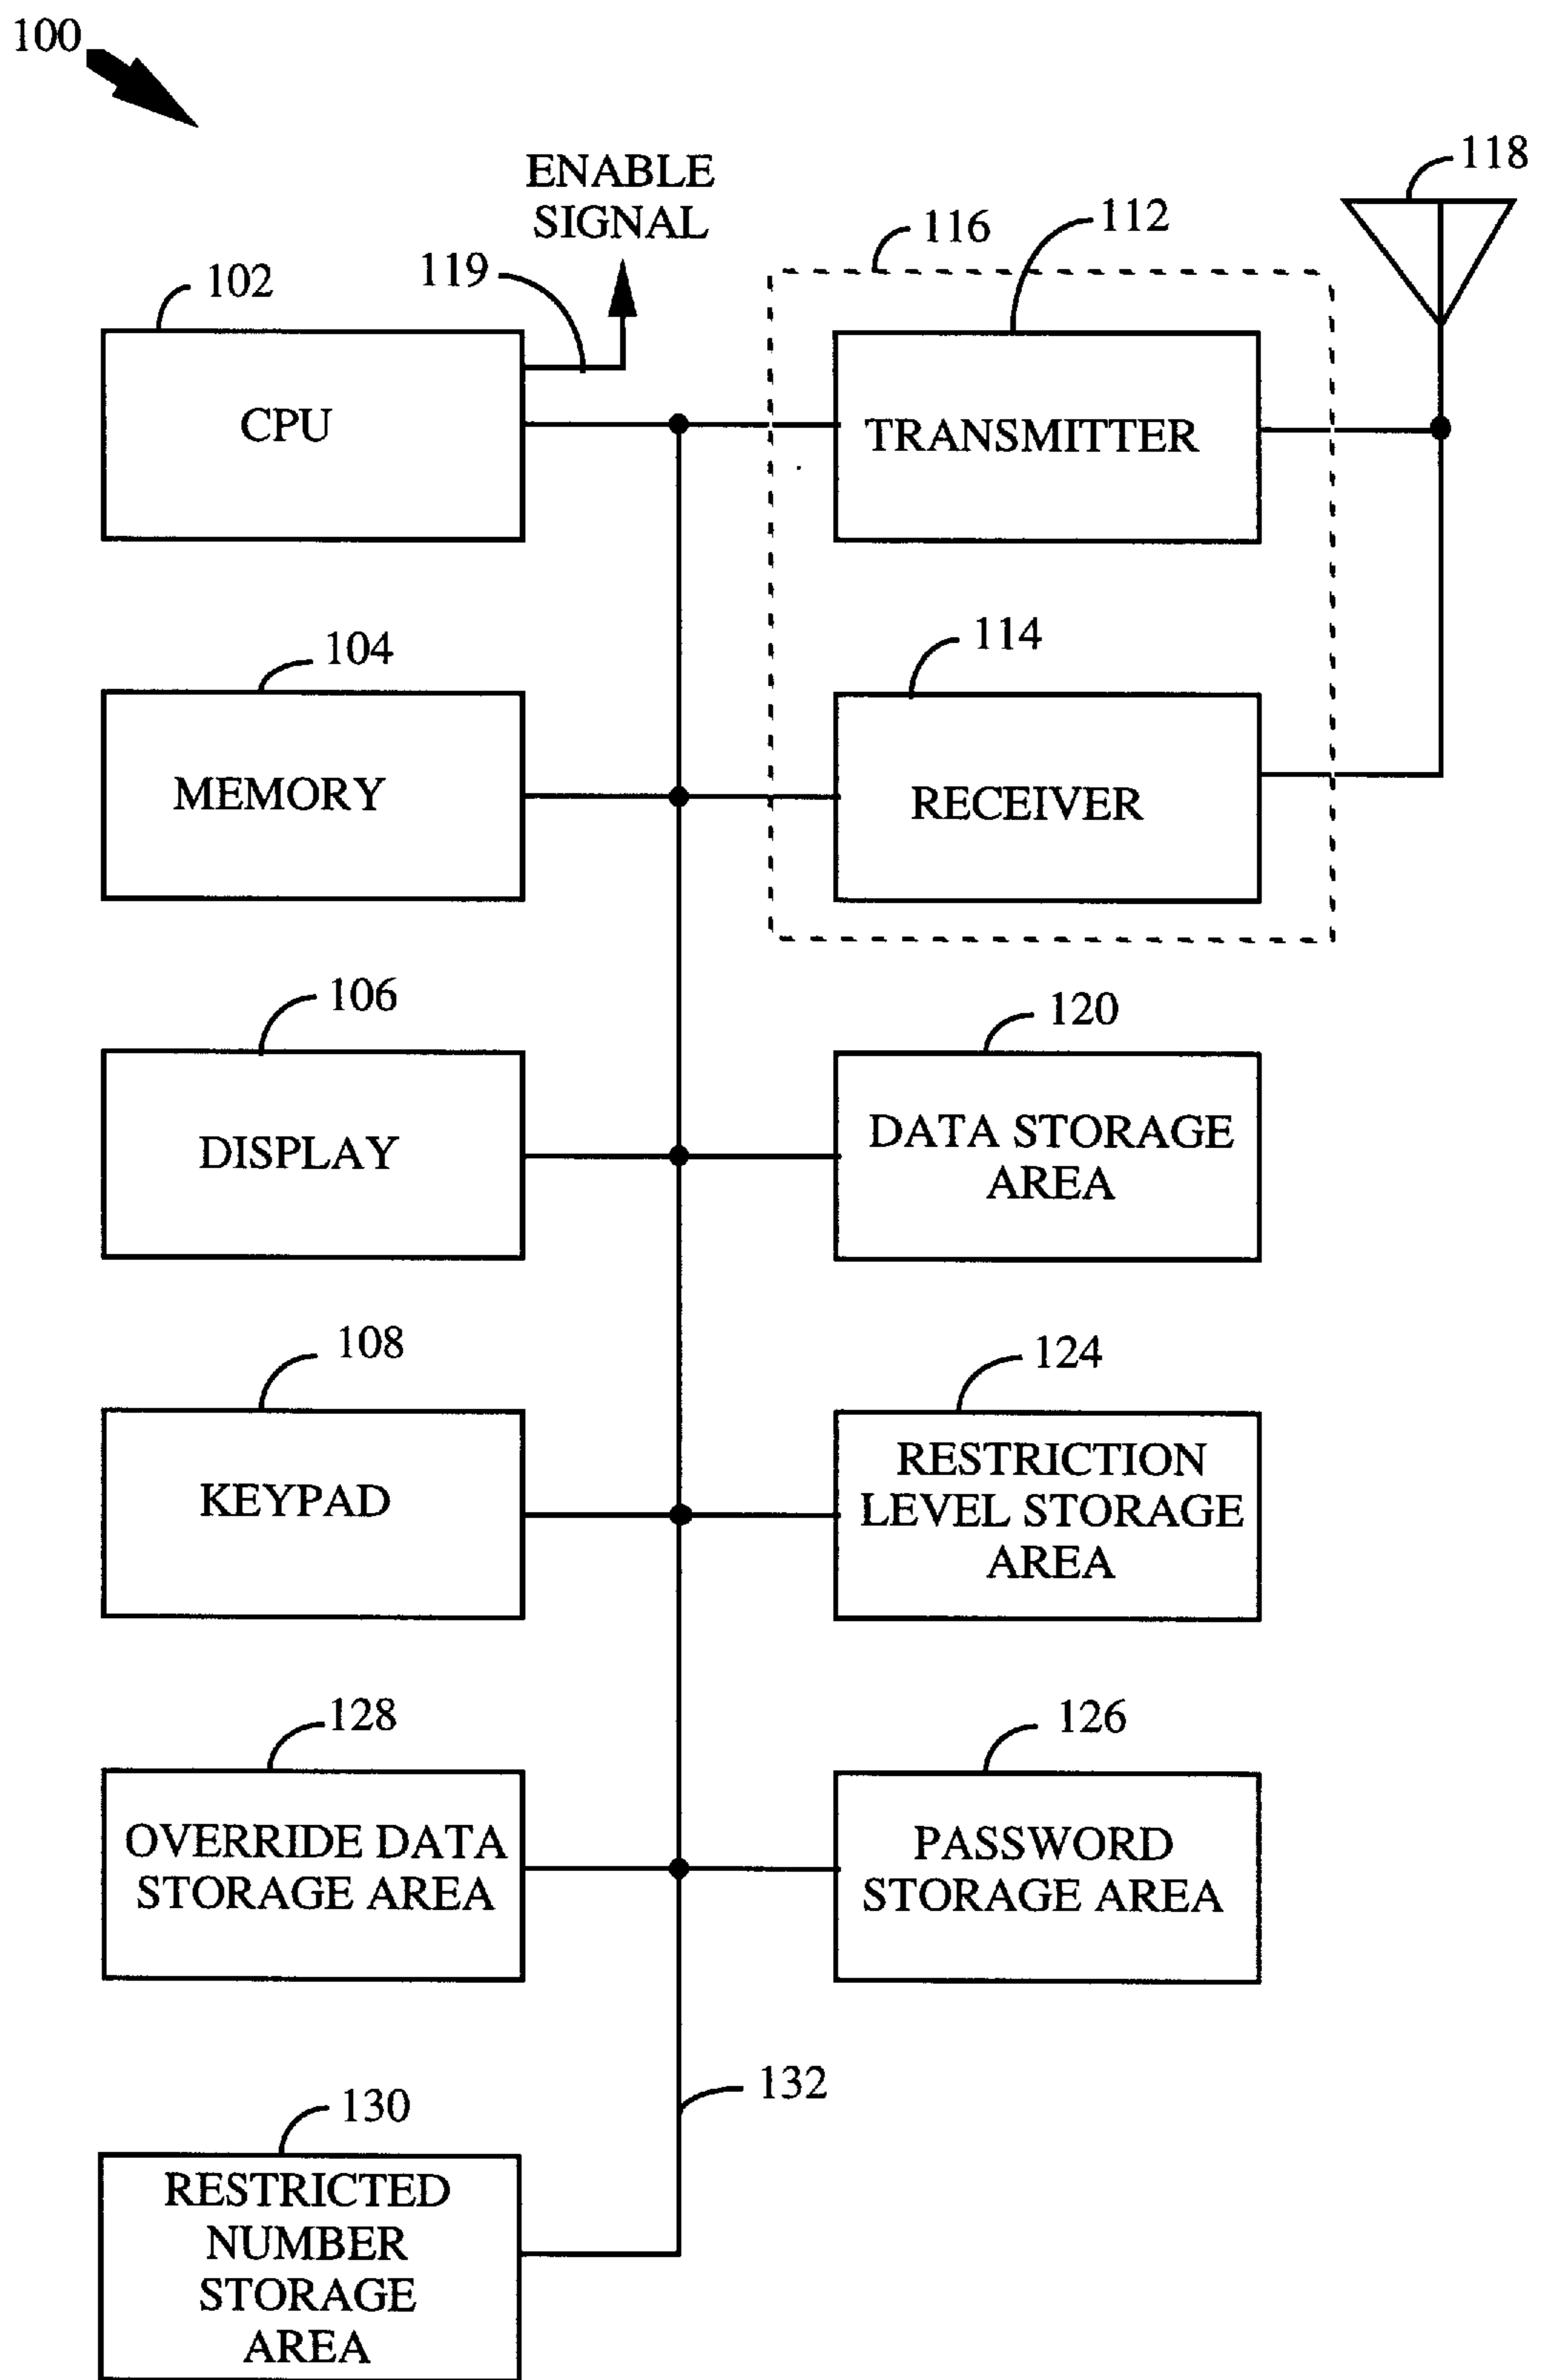 100
118
ENABLE
SIGNAL
116
112
119
102
CPU
TRANSMITTER
104
114
MEMORY
RECEIVER
106
120
DISPLAY
DATA STORAGE
AREA
108
124
KEYPAD
RESTRICTION
LEVEL STORAGE
AREA
128
126
OVERRIDE DATA
STORAGE AREA
PASSWORD
STORAGE AREA
132
130
RESTRICTED
NUMBER
STORAGE
AREA